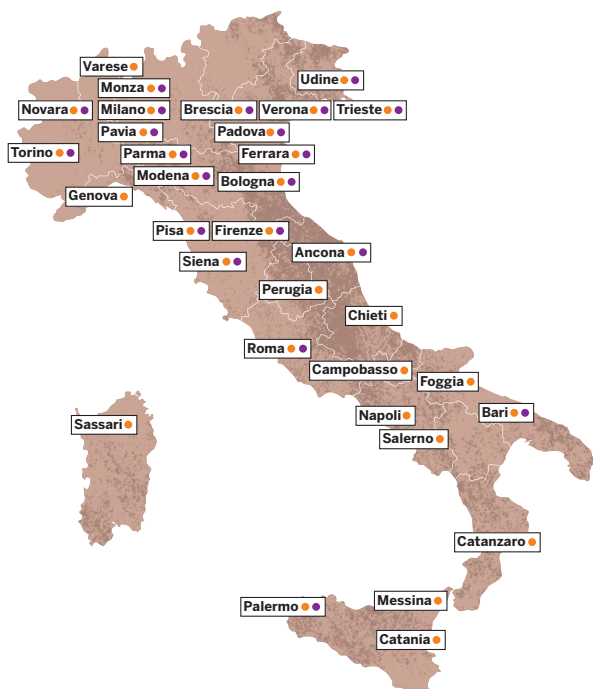 Varese
Monza
Udine
Novara
Milano
Brescia
Verona
Trieste
Pavia
Padova
Torino
Parma
Ferrara
Modena
Bologna
Genova
Pisa
Firenze
Ancona
Siena
Perugia
Chieti
Roma
Campobasso
Foggia
Napoli
Bari
Sassari
Salerno
Catanzaro
Palermo
Messina
Catania